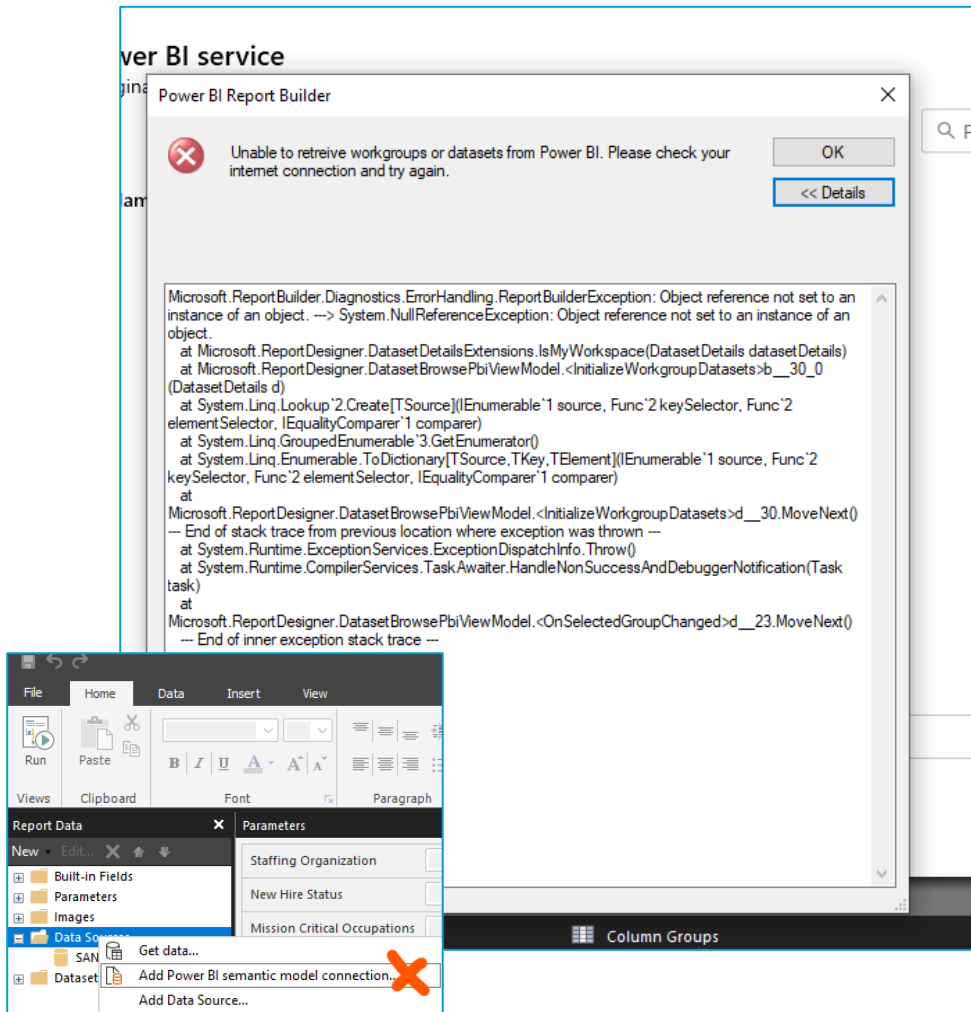 wer BI service
gina
Power BI Report Builder
Unable to retreive workgroups or datasets from Power BI. Please check your
internet connection and try again.
OK
<< Details
lam
P
Microsoft.ReportBuilder.Diagnostics.ErrorHandling.ReportBuilderException: Object reference not set to an
instance of an object. ---> System.NullReferenceException: Object reference not set to an instance of an
object.
at Microsoft.ReportDesigner.DatasetDetailsExtensions.IsMyWorkspace(DatasetDetails datasetDetails)
at Microsoft.ReportDesigner.DatasetBrowsePbiViewModel.<InitializeWorkgroupDatasets>b__30_0
(DatasetDetails d)
at System.Linq.Lookup`2.Create[TSource](IEnumerable`1 source, Func`2 keySelector, Func`2
elementSelector, IEqualityComparer`1 comparer)
at System.Linq.GroupedEnumerable`3.GetEnumerator()
at System.Linq.Enumerable.ToDictionary[TSource,TKey,TElement](IEnumerable`1 source, Func`2
keySelector, Func`2 elementSelector, IEqualityComparer`1 comparer)
at
Microsoft.ReportDesigner.DatasetBrowsePbiViewModel.<InitializeWorkgroupDatasets>d__30.MoveNext()
--- End of stack trace from previous location where exception was thrown ---
at System.Runtime.ExceptionServices.ExceptionDispatchInfo.Throw()
at System.Runtime.CompilerServices.TaskAwaiter.HandleNonSuccessAndDebuggerNotification(Task
task)
at
Microsoft.ReportDesigner.DatasetBrowsePbiViewModel.<OnSelectedGroupChanged>d__23.MoveNext()
--- End of inner exception stack trace ---
File Home Data Insert View
Run
Paste
B I U A A A
Views Clipboard Font Paragraph
Report Data
Parameters
New Edit...
Built-in Fields
Parameters
Images
Data Sources
SAN
Dataset
Staffing Organization
New Hire Status
Mission Critical Occupations
Get data...
Add Power BI semantic model connection...
Add Data Source...
Column Groups